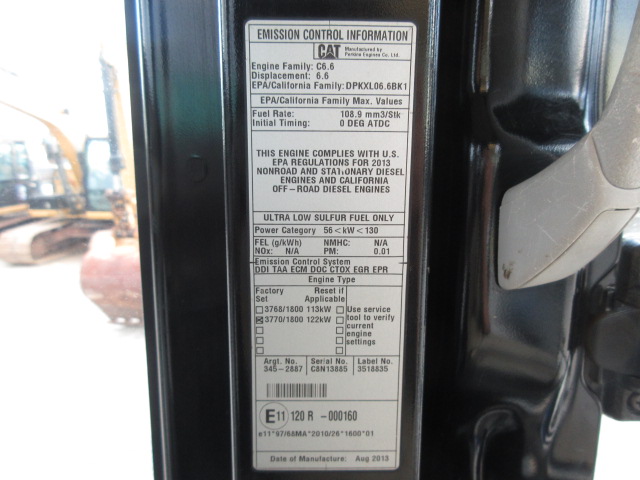 EMISSION CONTROL INFORMATION
CAT Manufactured by
Perkins Engines Co. Ltd.
Engine Family: C6.6
Displacement: 6.6
EPA/California Family: DPKXL06.6BK1
EPA/California Family Max. Values
Fuel Rate: 108.9 mm3/Stk
Initial Timing: 0 DEG ATDC
THIS ENGINE COMPLIES WITH U.S.
EPA REGULATIONS FOR 2013
NONROAD AND STATIONARY DIESEL
ENGINES AND CALIFORNIA
OFF-ROAD DIESEL ENGINES
ULTRA LOW SULFUR FUEL ONLY
Power Category 56<kW<130
FEL (g/kWh) NMHC: N/A
NOx: N/A PM: 0.01
Emission Control System
DDI TAA ECM DOC CTOX EGR EPR
Engine Type
Factory Set Reset if Applicable
3768/1800 113kW
3770/1800 122kW
Use service
tool to verify
current
engine
settings
Argt. No. Serial No. Label No.
345-2887 C8N13885 3518835
E11 120 R -000160
e11*97/68MA*2010/26*1600*01
Date of Manufacture: Aug 2013